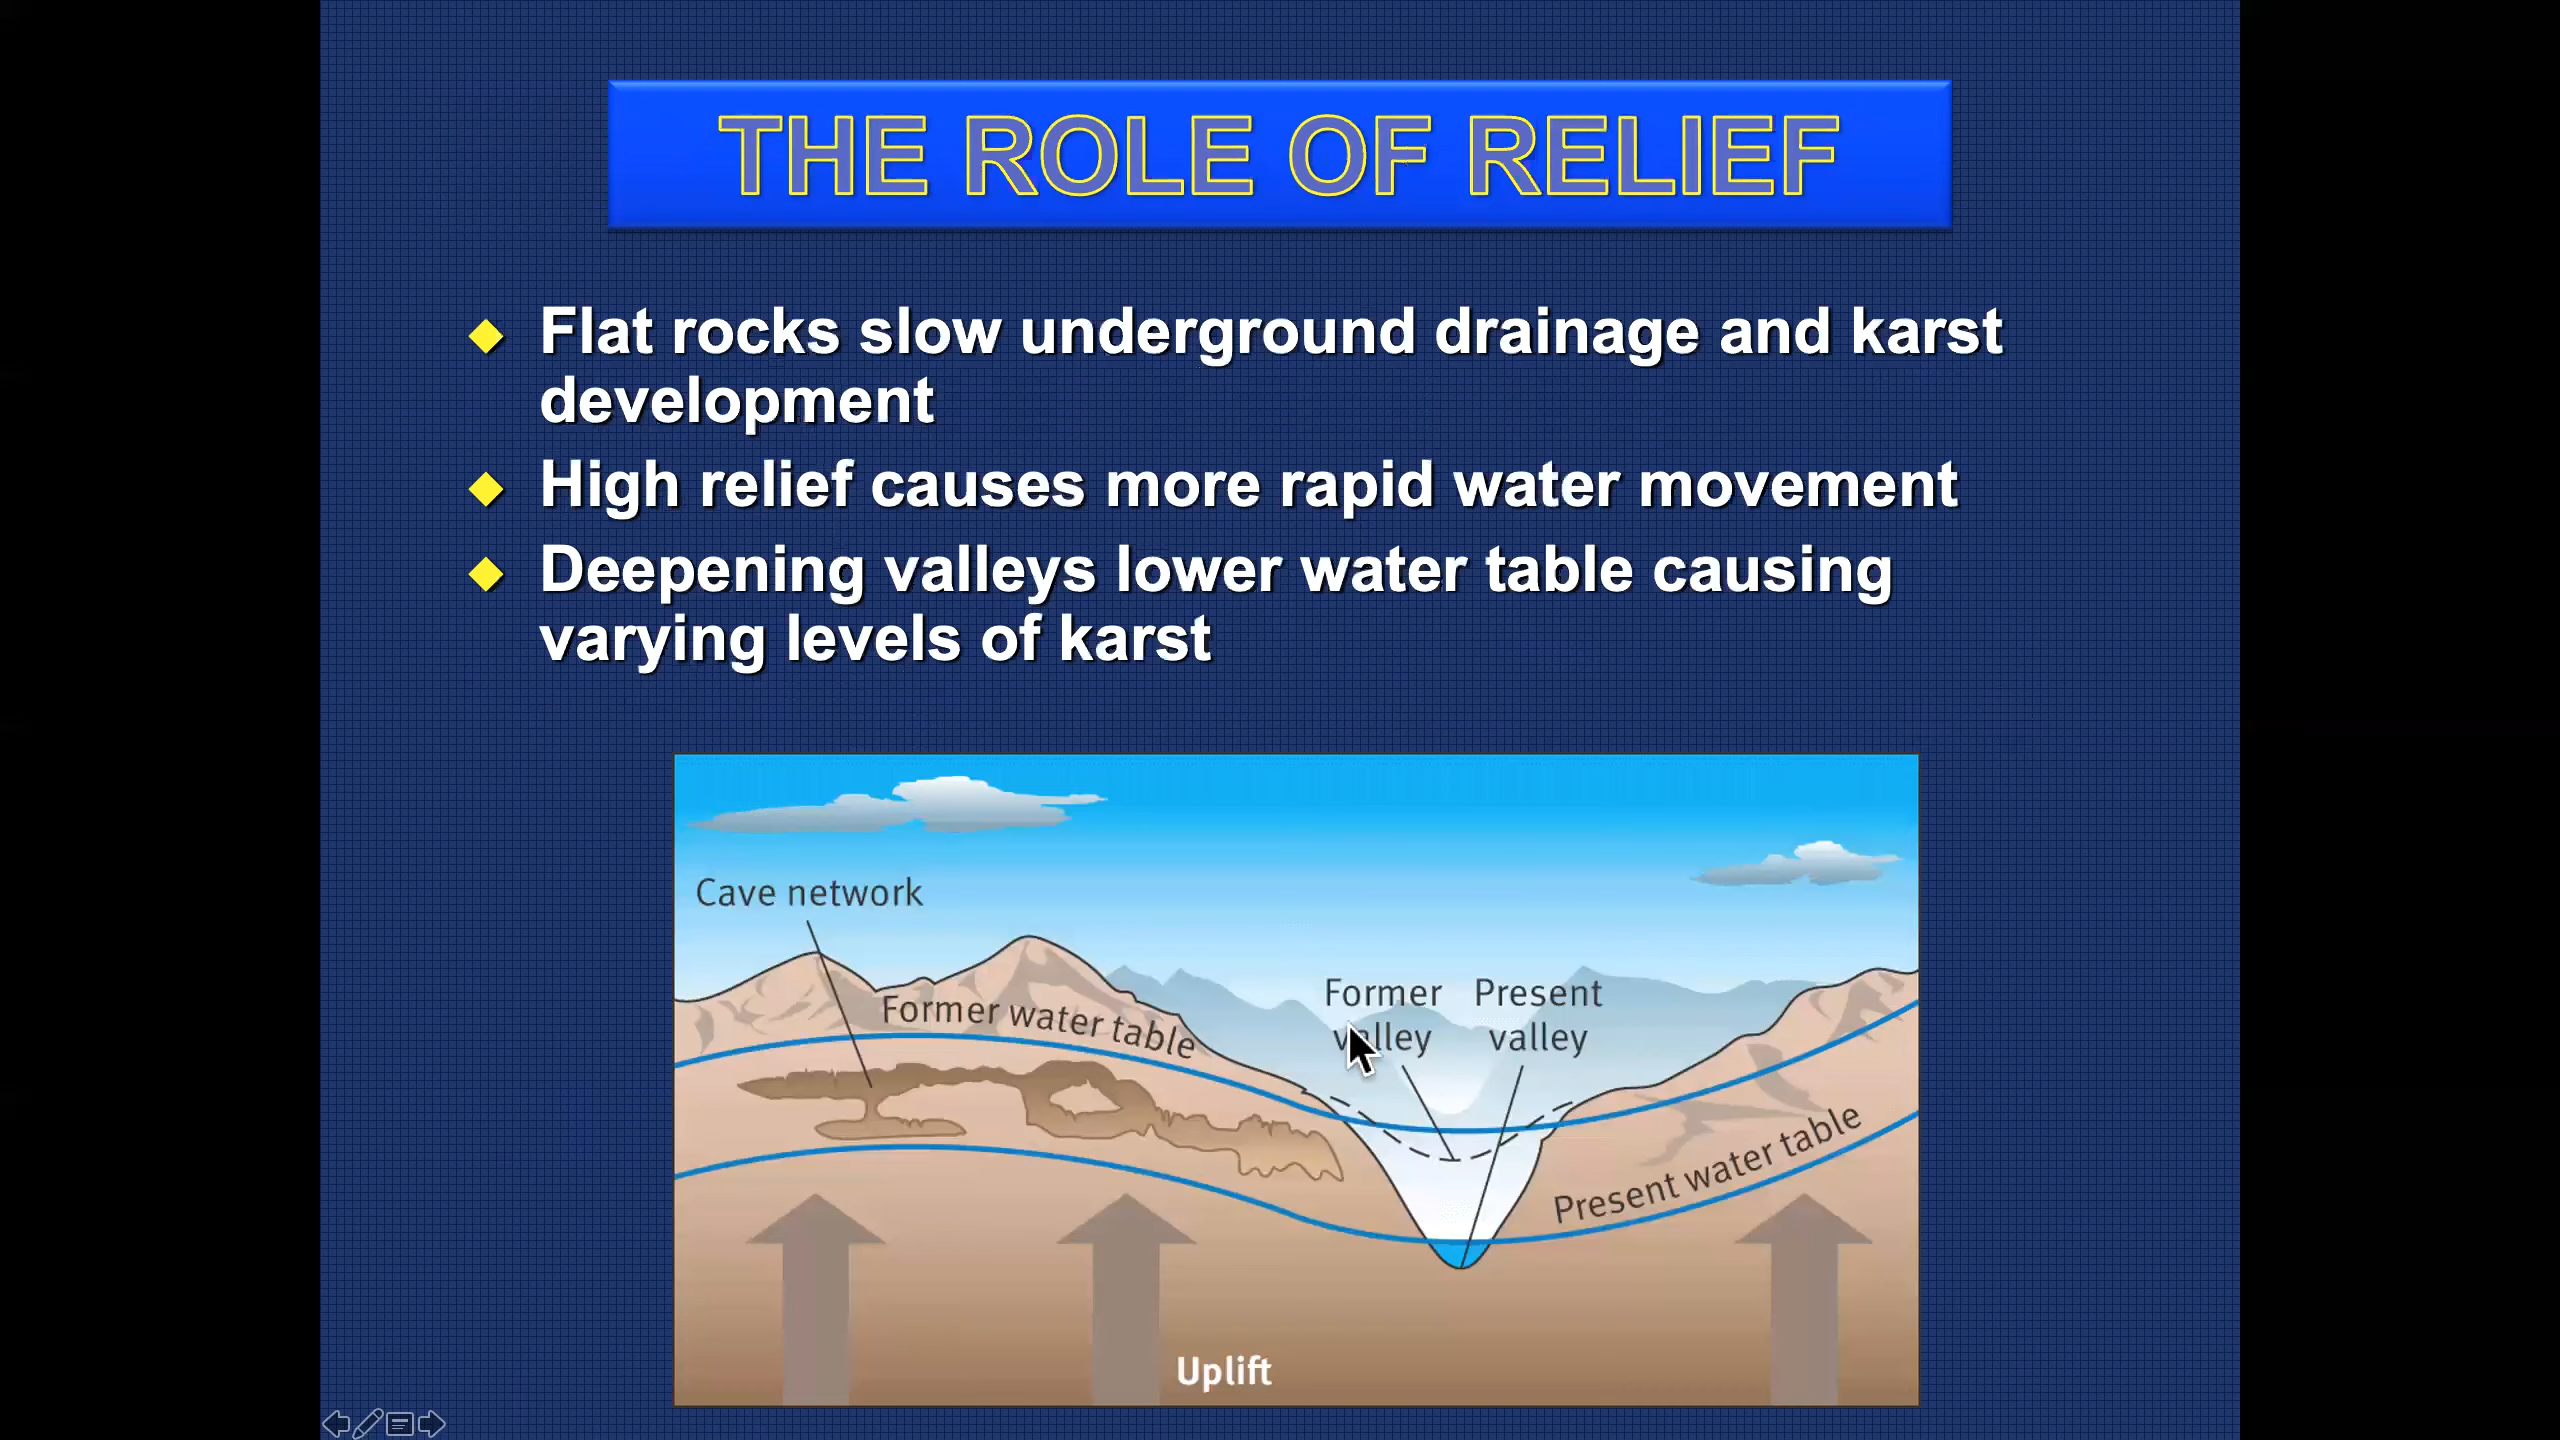 THE ROLE OF RELIEF
Flat rocks slow underground drainage and karst
development
High relief causes more rapid water movement
Deepening valleys lower water table causing
varying levels of karst
Cave network
Former water table
Former valley
Present valley
Present water table
Uplift